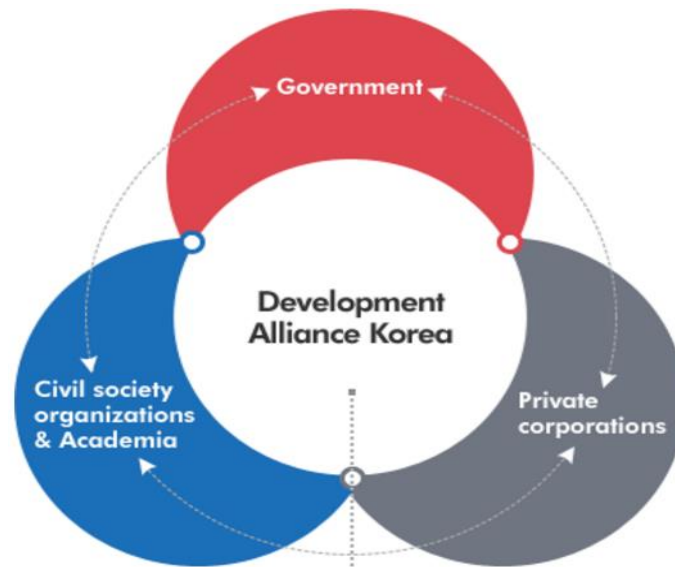 Government
Development
Alliance Korea
Civil society
organizations
& Academia
Private
corporations